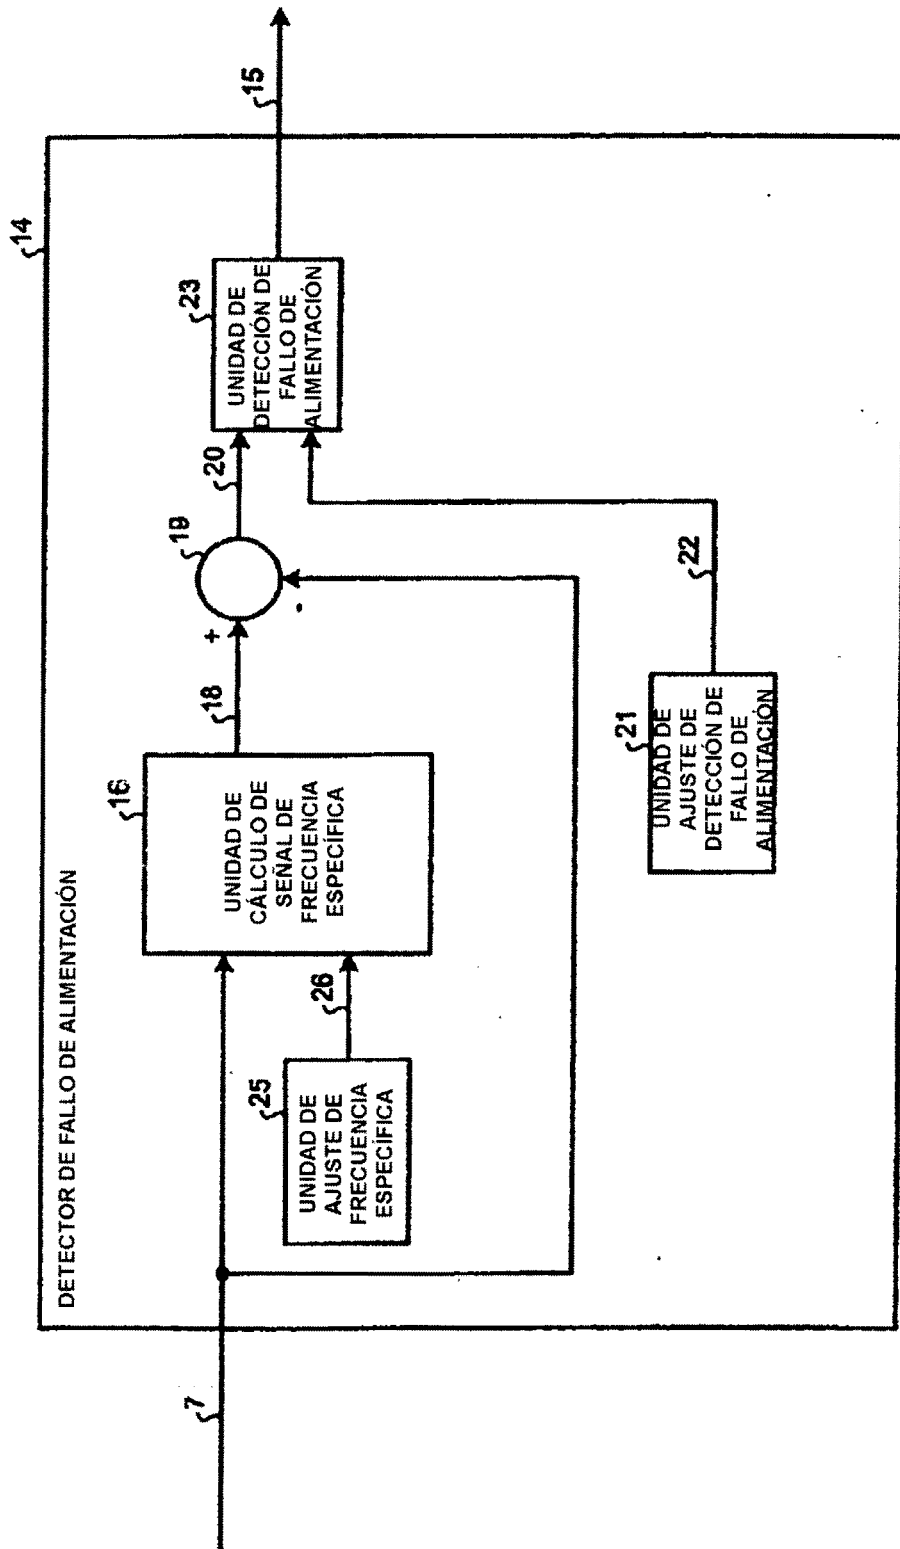 DETECTOR DE FALLO DE ALIMENTACIÓN
14
7
16
UNIDAD DE
CÁLCULO DE
SEÑAL DE
FRECUENCIA
ESPECÍFICA
18
+
19
-
20
23
UNIDAD DE
DETECCIÓN DE
FALLO DE
ALIMENTACIÓN
15
25
UNIDAD DE
AJUSTE DE
FRECUENCIA
ESPECÍFICA
26
21
UNIDAD DE
AJUSTE DE
DETECCIÓN DE
FALLO DE
ALIMENTACIÓN
22